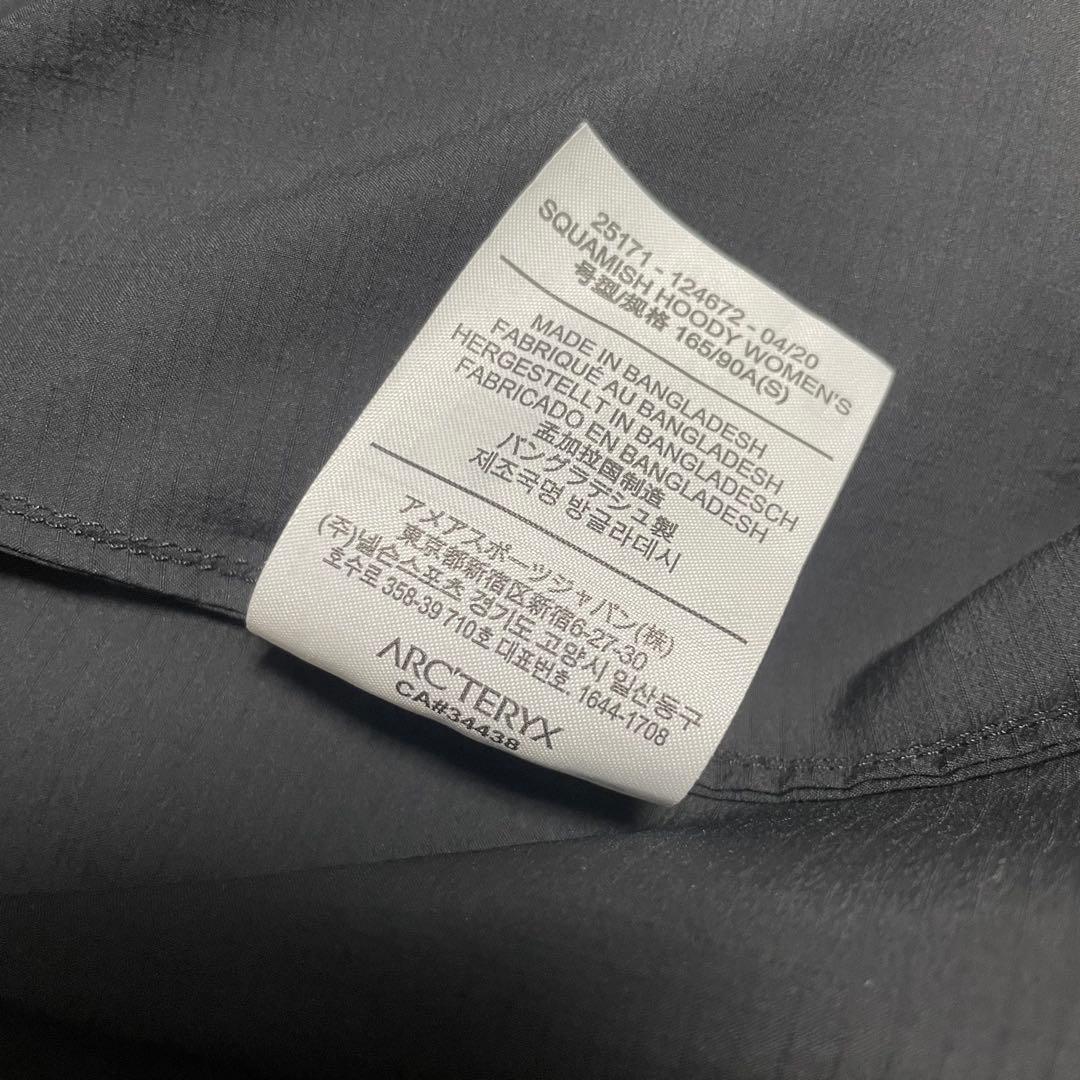 25171 - 124672 - 04/20
SQUAMISH HOODY WOMEN'S
号型/规格 165/90A(S)
MADE IN BANGLADESH
FABRIQUÉ AU BANGLADESH
HERGESTELLT IN BANGLADESCH
FABRICADO EN BANGLADESH
孟加拉国制造
バングラデシュ製
제조국명 방글라데시
アメアスポーツジャパン(株)
東京都新宿区新宿6-27-30
(주)넬슨스포츠 경기도 고양시 일산동구
호수로 358-39 710호 대표번호. 1644-1708
ARC'TERYX
CA#34438